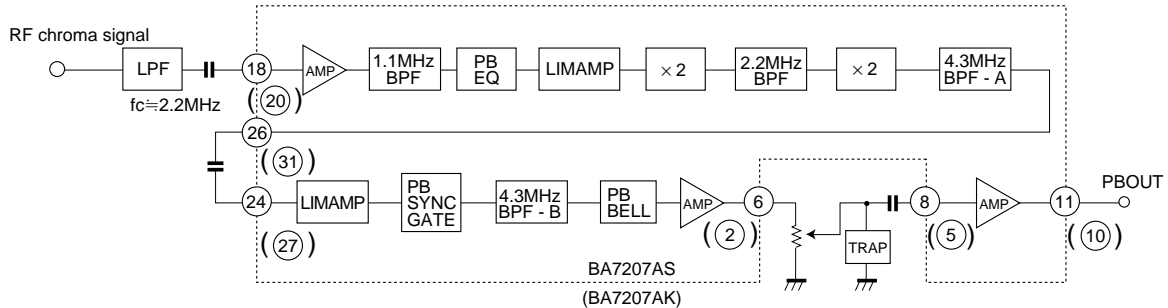 RF chroma signal
LPF
fc≒2.2MHz
18
(20)
AMP
1.1MHz
BPF
PB
EQ
LIMAMP
×2
2.2MHz
BPF
×2
4.3MHz
BPF - A
26
(31)
24
(27)
LIMAMP
PB
SYNC
GATE
4.3MHz
BPF - B
PB
BELL
AMP
6
(2)
TRAP
8
(5)
AMP
11
(10)
PBOUT
BA7207AS
(BA7207AK)